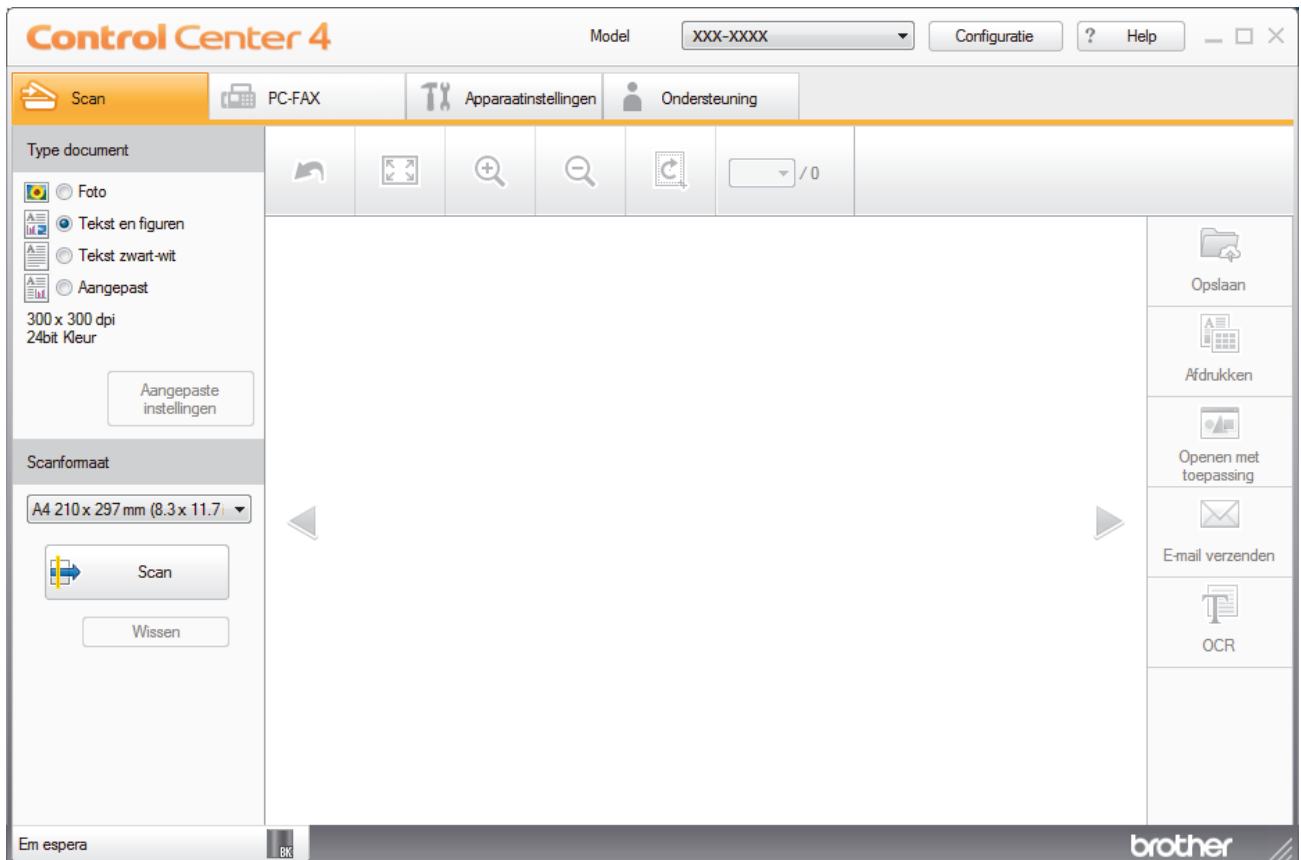 Control Center 4
Model
XXX-XXXX
Configuratie
? Help
Scan
PC-FAX
Apparaatinstellingen
Ondersteuning
Type document
Foto
Tekst en figuren
Tekst zwart-wit
Aangepast
300 x 300 dpi
24bit Kleur
Aangepaste
instellingen
Scanformaat
A4 210 x 297 mm (8.3 x 11.7
Scan
Wissen
/ 0
Opslaan
Afdrukken
Openen met
toepassing
E-mail verzenden
OCR
Em espera
BK
brother